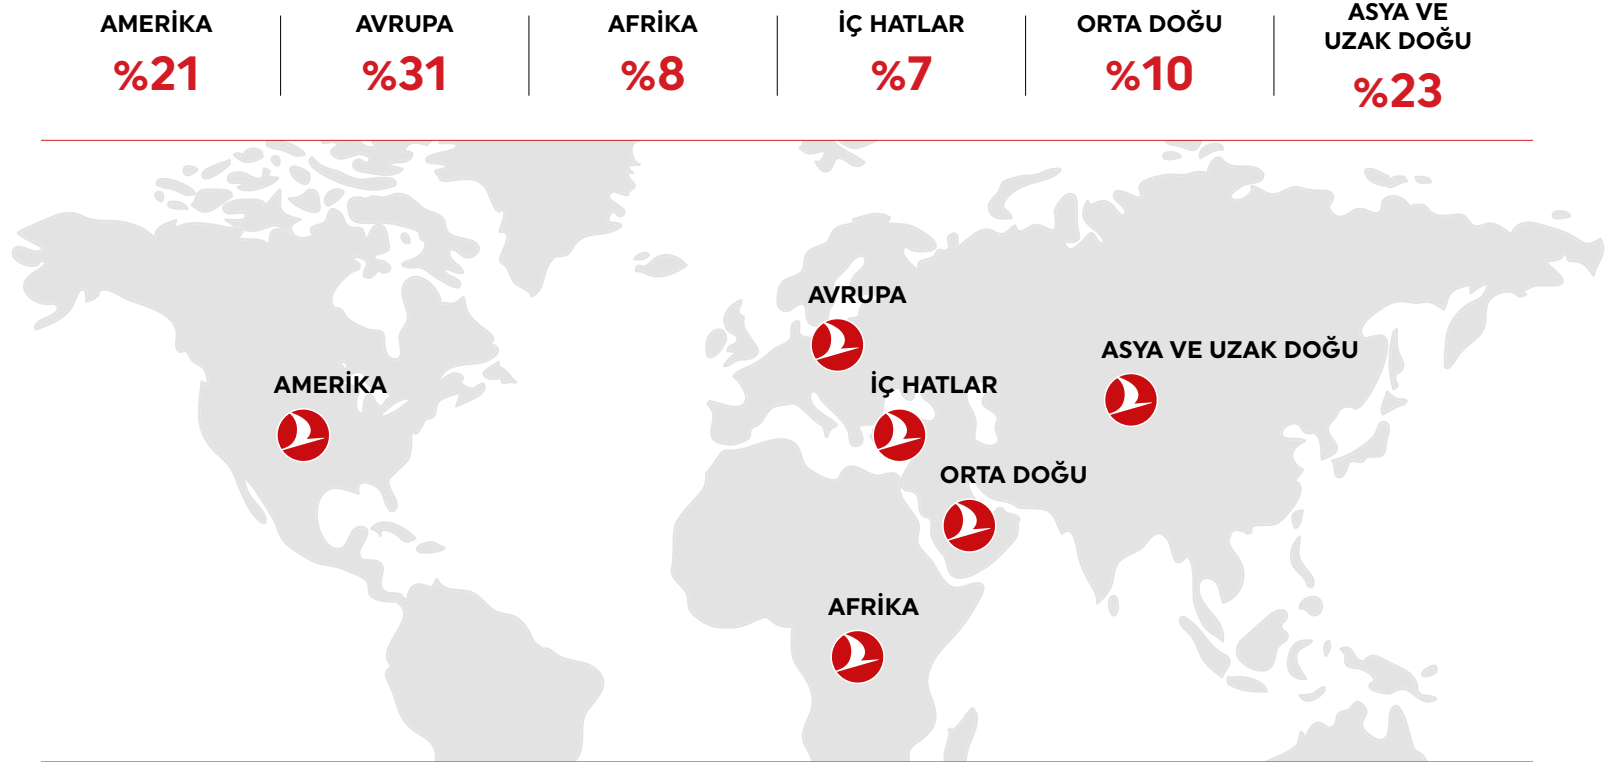 AMERİKA
%21
AVRUPA
%31
AFRİKA
%8
İÇ HATLAR
%7
ORTA DOĞU
%10
ASYA VE
UZAK DOĞU
%23
AVRUPA
ASYA VE UZAK DOĞU
AMERİKA
İÇ HATLAR
ORTA DOĞU
AFRİKA